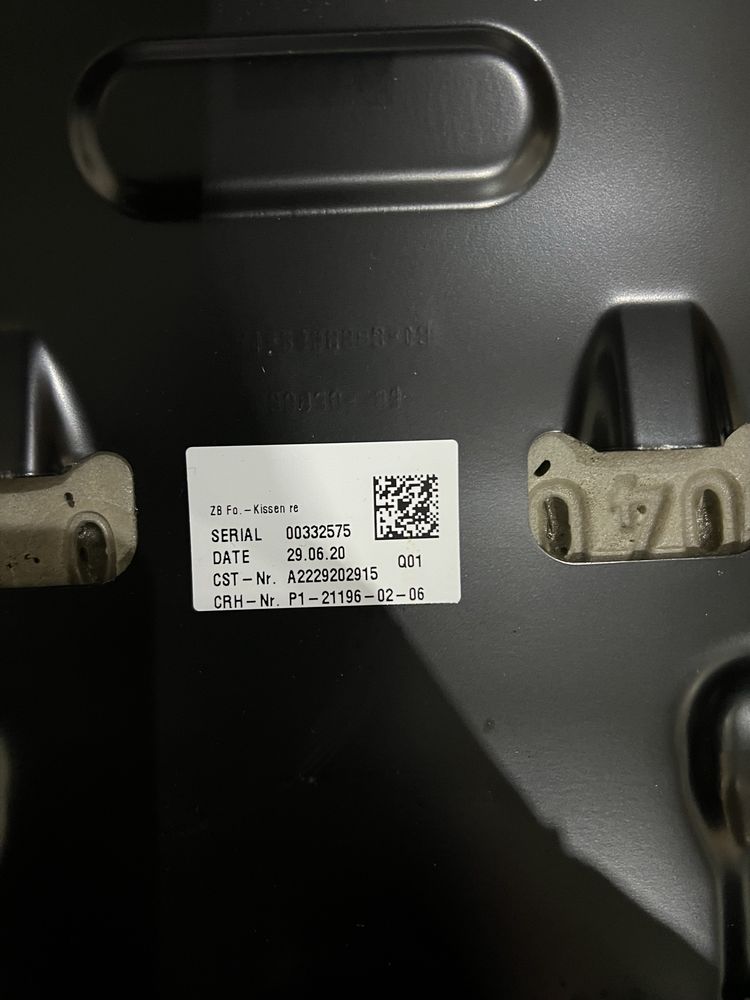 ZB Fo.-Kissen re
SERIAL 00332575
DATE 29.06.20 Q01
CST-Nr. A2229202915
CRH-Nr. P1-21196-02-06
04